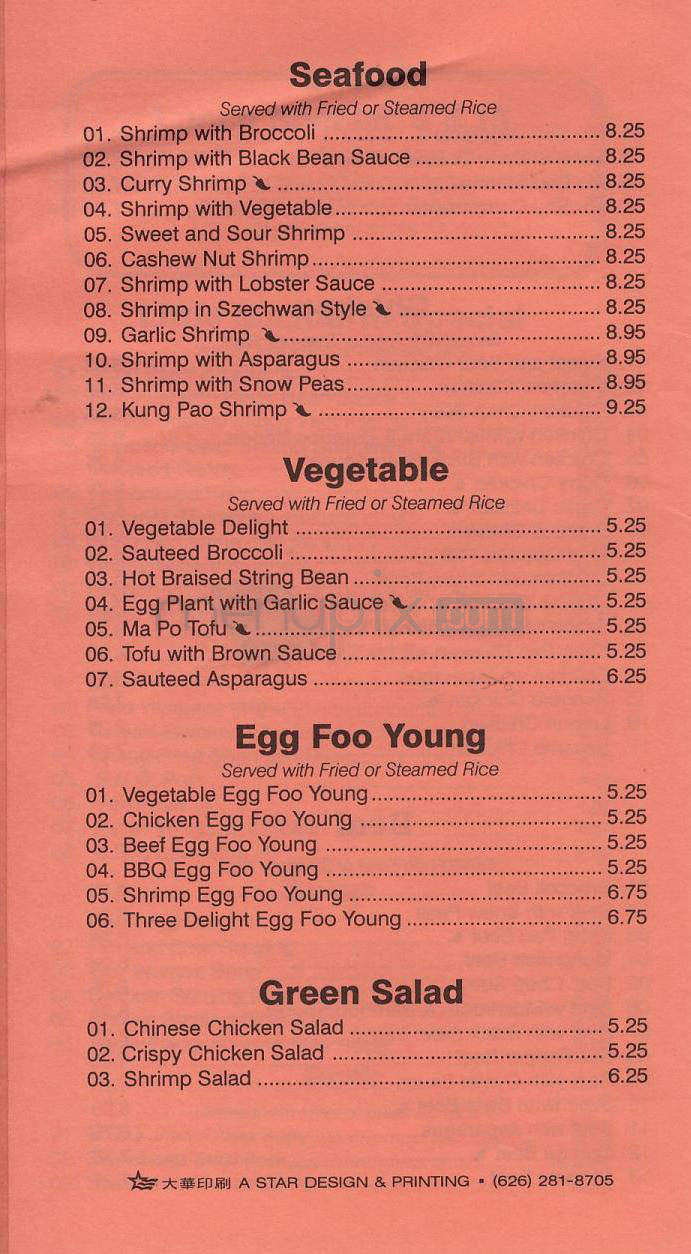 Seafood
Served with Fried or Steamed Rice
01. Shrimp with Broccoli ........ 8.25
02. Shrimp with Black Bean Sauce ........ 8.25
03. Curry Shrimp ........ 8.25
04. Shrimp with Vegetable ........ 8.25
05. Sweet and Sour Shrimp ........ 8.25
06. Cashew Nut Shrimp ........ 8.25
07. Shrimp with Lobster Sauce ........ 8.25
08. Shrimp in Szechwan Style ........ 8.25
09. Garlic Shrimp ........ 8.95
10. Shrimp with Asparagus ........ 8.95
11. Shrimp with Snow Peas ........ 8.95
12. Kung Pao Shrimp ........ 9.25
Vegetable
Served with Fried or Steamed Rice
01. Vegetable Delight ........ 5.25
02. Sauteed Broccoli ........ 5.25
03. Hot Braised String Bean ........ 5.25
04. Egg Plant with Garlic Sauce ........ 5.25
menupix.com
05. Ma Po Tofu ........ 5.25
06. Tofu with Brown Sauce ........ 5.25
07. Sauteed Asparagus ........ 6.25
Egg Foo Young
Served with Fried or Steamed Rice
01. Vegetable Egg Foo Young ........ 5.25
02. Chicken Egg Foo Young ........ 5.25
03. Beef Egg Foo Young ........ 5.25
04. BBQ Egg Foo Young ........ 5.25
05. Shrimp Egg Foo Young ........ 6.75
06. Three Delight Egg Foo Young ........ 6.75
Green Salad
01. Chinese Chicken Salad ........ 5.25
02. Crispy Chicken Salad ........ 5.25
03. Shrimp Salad ........ 6.25
大華印刷 A STAR DESIGN & PRINTING ▪ (626) 281-8705